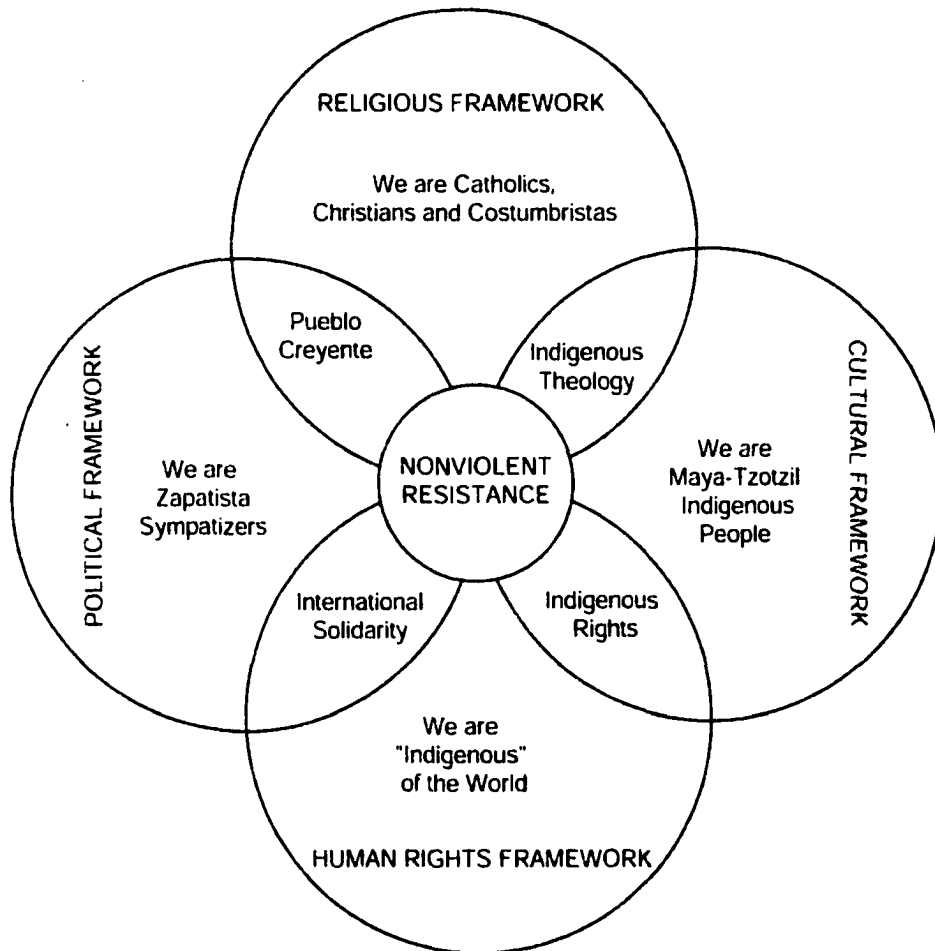 RELIGIOUS FRAMEWORK
We are Catholics,
Christians and Costumbristas
Pueblo
Creyente
Indigenous
Theology
POLITICAL FRAMEWORK
We are
Zapatista
Sympatizers
NONVIOLENT
RESISTANCE
We are
Maya-Tzotzil
Indigenous
People
CULTURAL FRAMEWORK
International
Solidarity
Indigenous
Rights
We are
"Indigenous"
of the World
HUMAN RIGHTS FRAMEWORK